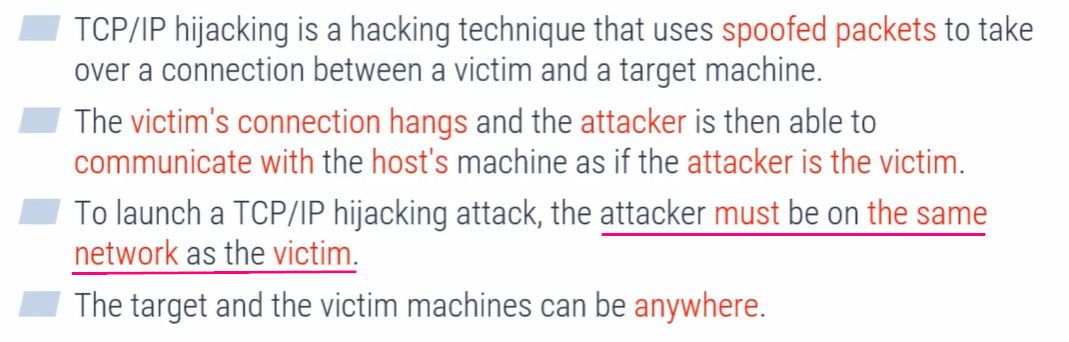 TCP/IP hijacking is a hacking technique that uses spoofed packets to take
over a connection between a victim and a target machine.
The victim's connection hangs and the attacker is then able to
communicate with the host's machine as if the attacker is the victim.
To launch a TCP/IP hijacking attack, the attacker must be on the same
network as the victim.
The target and the victim machines can be anywhere.